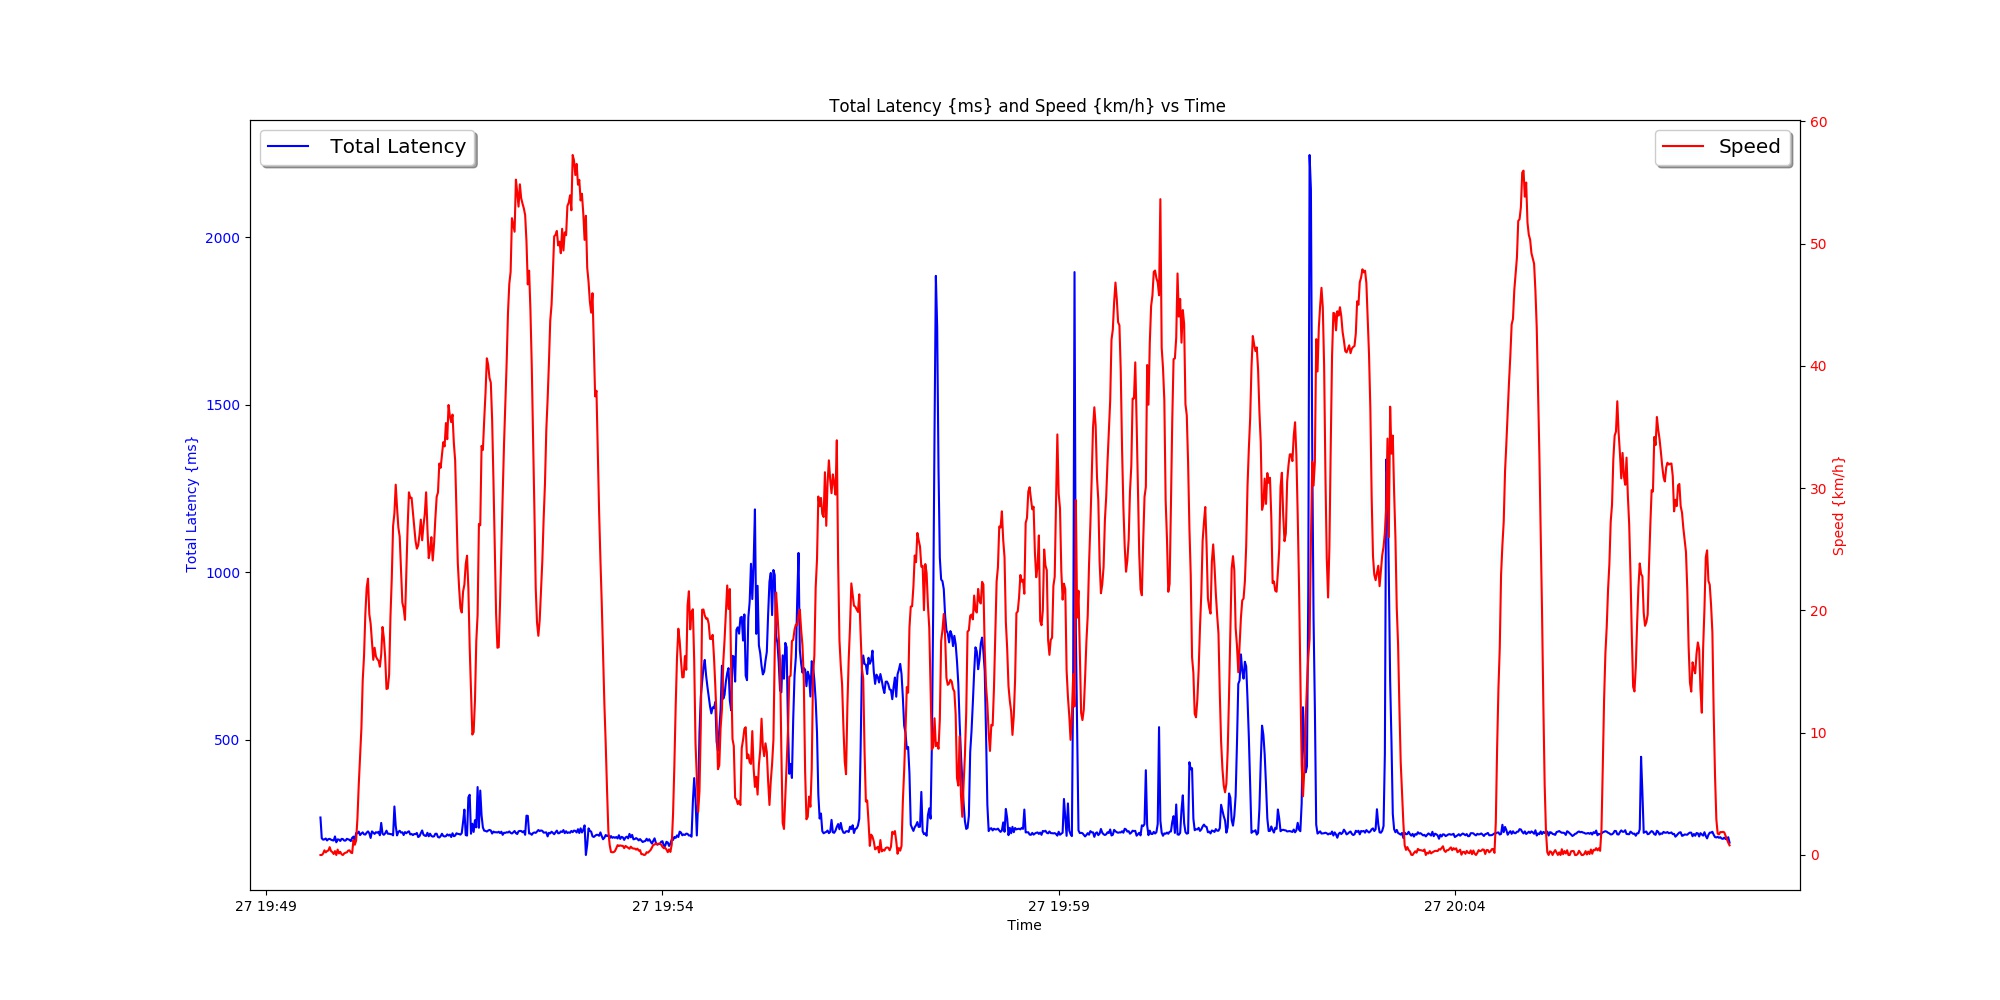 Total Latency {ms} and Speed {km/h} vs Time
Total Latency
Speed
Total Latency {ms}
2000
1500
1000
500
Speed {km/h}
60
50
40
30
20
10
0
27 19:49
27 19:54
27 19:59
27 20:04
Time